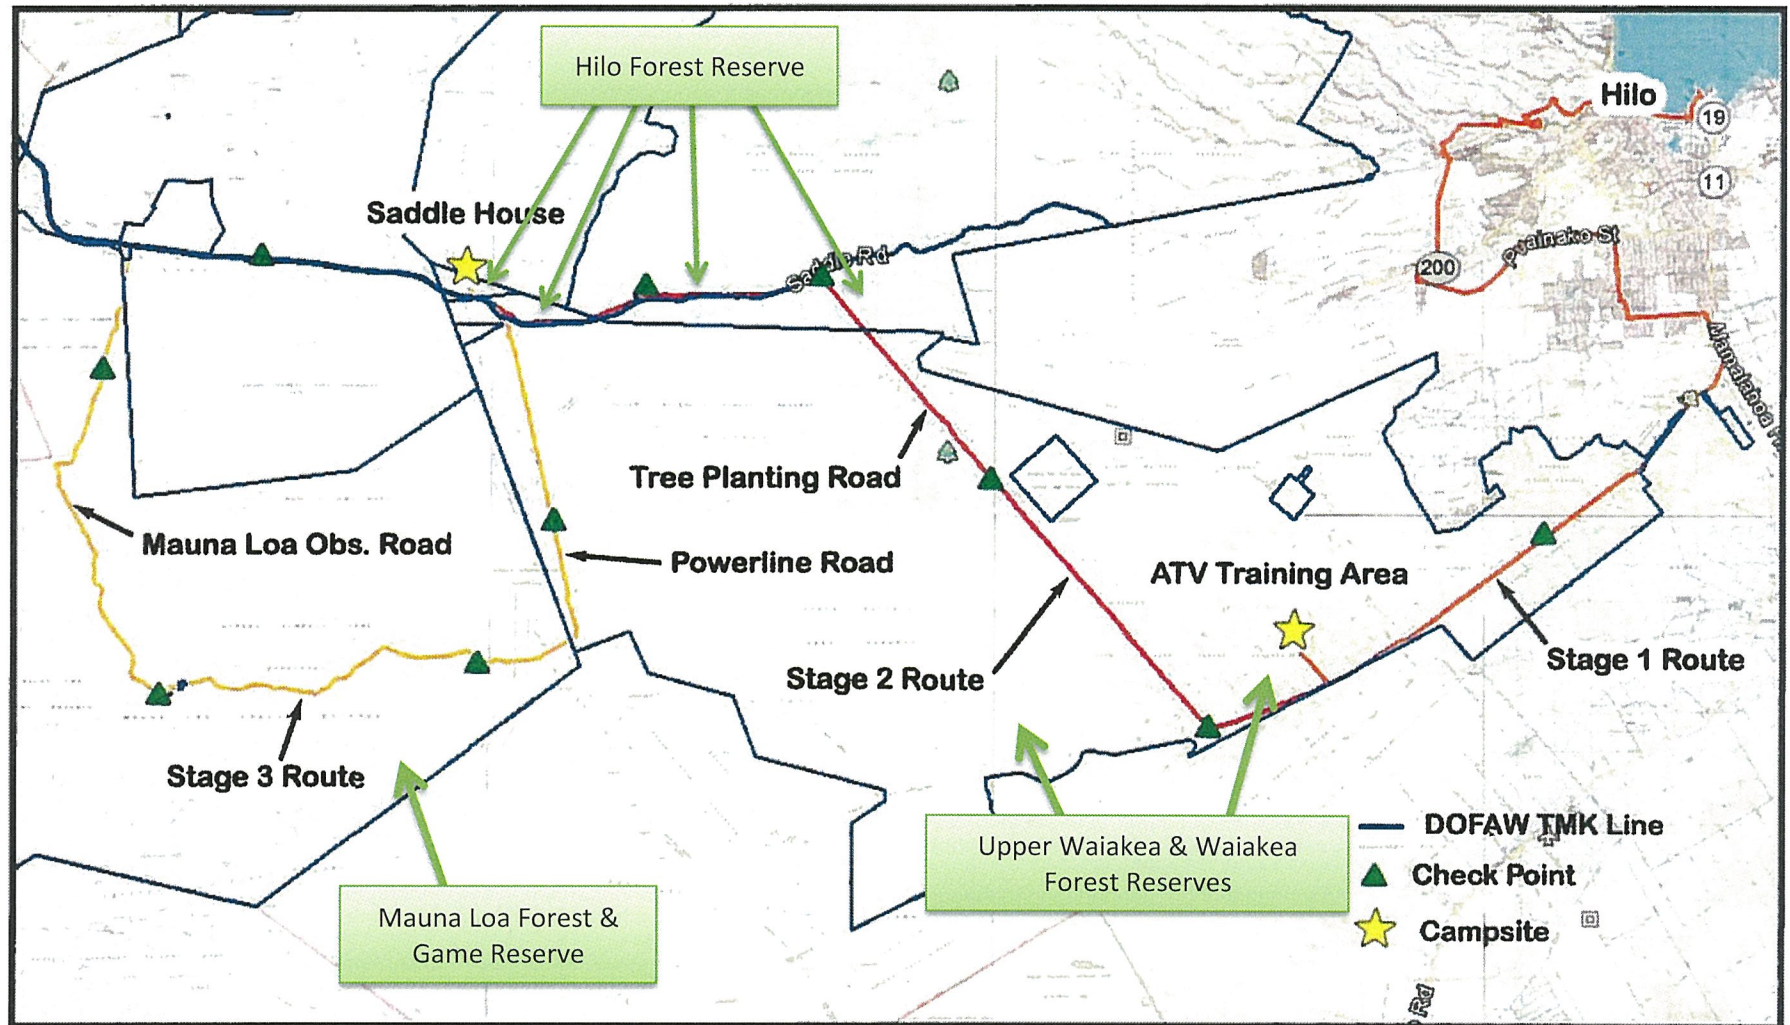 Hilo Forest Reserve
Hilo
19
11
Saddle House
Saddle Rd
Puainako St
200
Mamalahoa
Tree Planting Road
Mauna Loa Obs. Road
Powerline Road
ATV Training Area
Stage 2 Route
Stage 1 Route
Stage 3 Route
Upper Waiakea & Waiakea
Forest Reserves
DOFAW TMK Line
Check Point
Campsite
Mauna Loa Forest &
Game Reserve
Rd